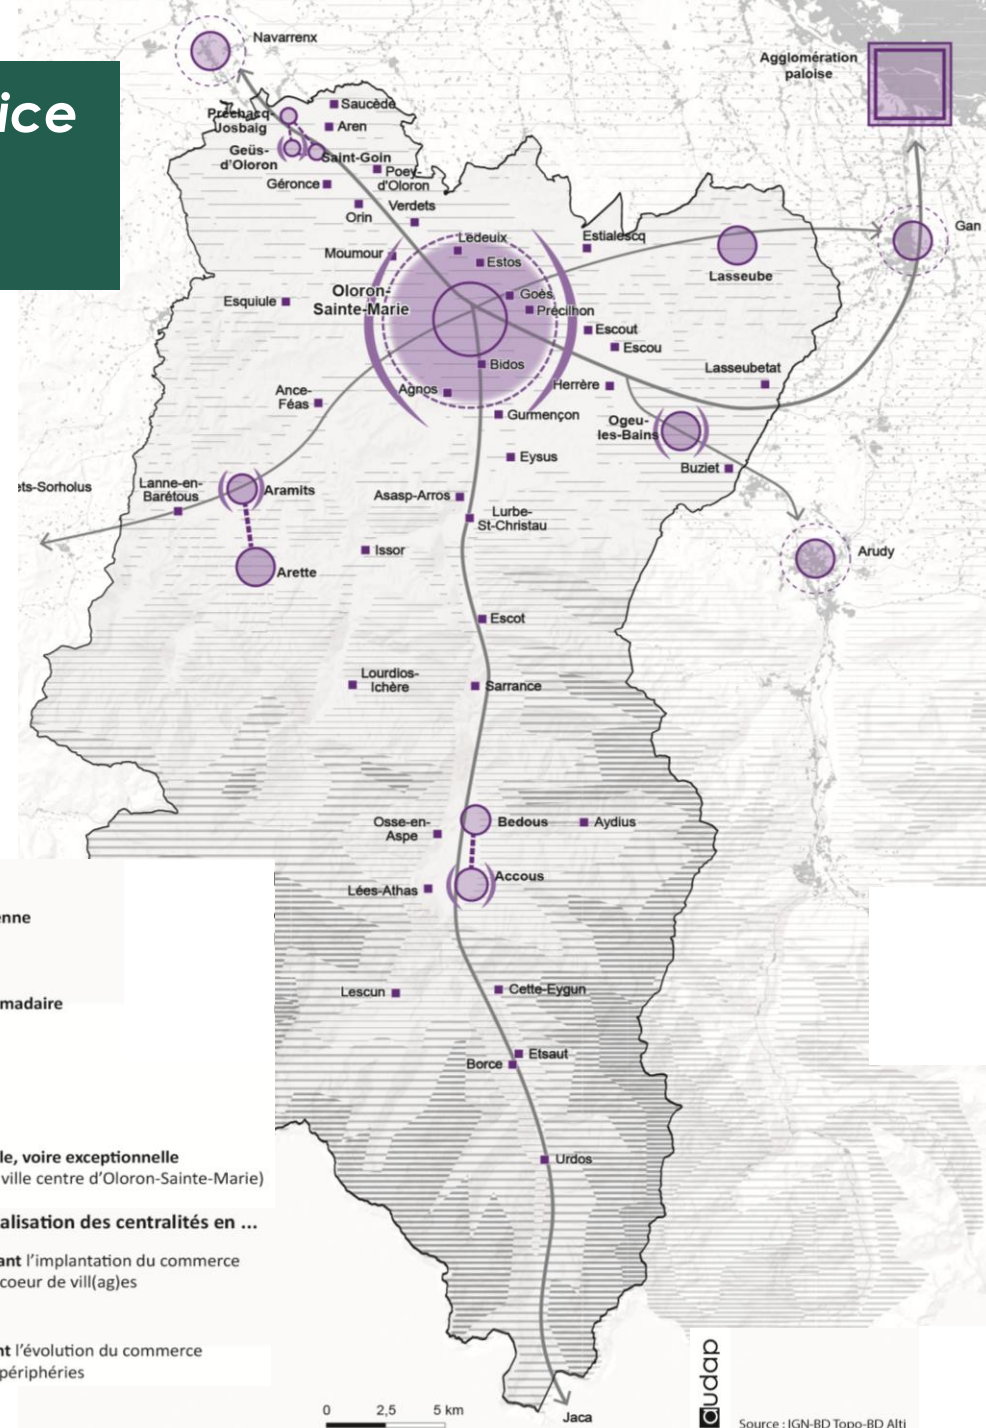 ice
Navarrenx
Agglomération
paloise
Saucède
Préchacq-
Josbaig
Aren
Geüs-
d'Oloron
Saint-Goin
Poey-
d'Oloron
Géronce
Orin
Verdets
Gan
Ledeuix
Estialescq
Moumour
Estos
Lasseube
Oloron-
Sainte-Marie
Goès
Esquiule
Précilhon
Escout
Escou
Bidos
Lasseubetat
Agnos
Herrère
Ance-
Féas
Gurmençon
Ogeu-
les-Bains
Eysus
Buziet
ets-Sorholus
Lanne-en-
Barétous
Aramits
Asasp-Arros
Lurbe-
St-Christau
Issor
Arudy
Arette
Escot
Lourdios-
Ichère
Sarrance
Osse-en-
Aspe
Bedous
Aydius
Accous
Lées-Athas
enne
Lescun
Cette-Eygun
madaire
Etsaut
Borce
Urdos
le, voire exceptionnelle
ville centre d'Oloron-Sainte-Marie)
alisation des centralités en ...
ant l'implantation du commerce
coeur de vill(ag)es
nt l'évolution du commerce
périphéries
0 2,5 5 km
Jaca
audap
Source : IGN-BD Topo-BD Alti